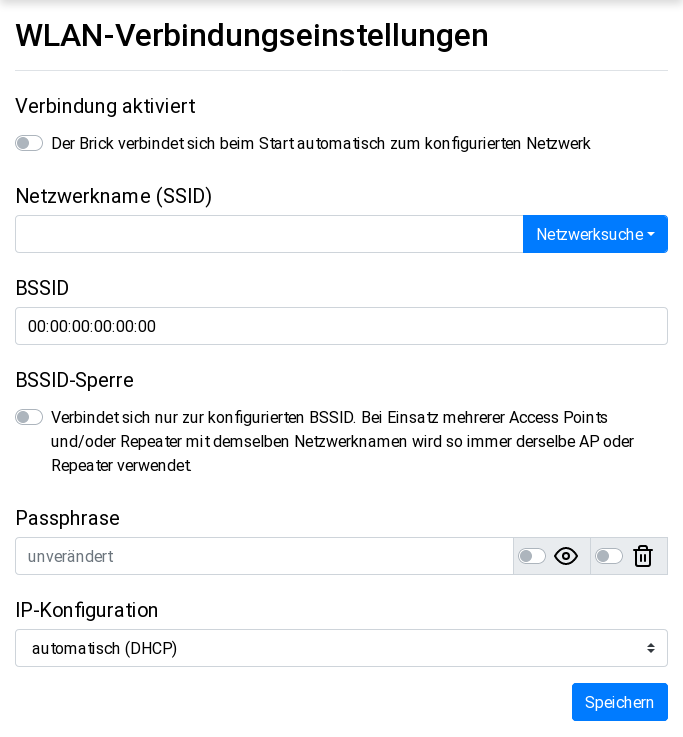 WLAN-Verbindungseinstellungen
Verbindung aktiviert
Der Brick verbindet sich beim Start automatisch zum konfigurierten Netzwerk
Netzwerkname (SSID)
Netzwerksuche
BSSID
00:00:00:00:00:00
BSSID-Sperre
Verbindet sich nur zur konfigurierten BSSID. Bei Einsatz mehrerer Access Points
und/oder Repeater mit demselben Netzwerknamen wird so immer derselbe AP oder
Repeater verwendet.
Passphrase
unverändert
IP-Konfiguration
automatisch (DHCP)
Speichern